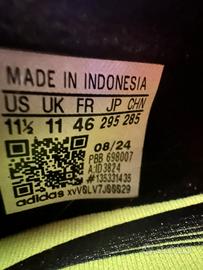 MADE IN INDONESIA
US UK FR JP CHN
11½ 11 46 295 285
08/24
PBB 698007
A:ID3824
#135331435
adidas XVV0LV7J00629